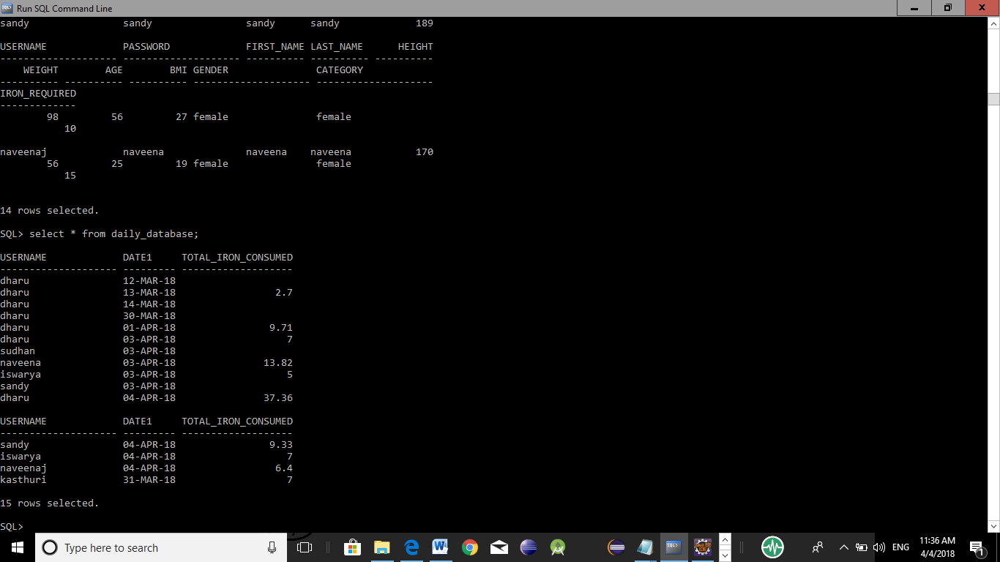 Run SQL Command Line
sandy sandy sandy sandy 189
USERNAME PASSWORD FIRST_NAME LAST_NAME HEIGHT
-------------------- -------------------- ---------- ---------- ----------
WEIGHT AGE BMI GENDER CATEGORY
---------- ---------- ---------- -------------------- --------------------
IRON_REQUIRED
-------------
98 56 27 female female
10
naveenaj naveena naveena naveena 170
56 25 19 female female
15
14 rows selected.
SQL> select * from daily_database;
USERNAME DATE1 TOTAL_IRON_CONSUMED
-------------------- --------- -------------------
dharu 12-MAR-18
dharu 13-MAR-18 2.7
dharu 14-MAR-18
dharu 30-MAR-18
dharu 01-APR-18 9.71
dharu 03-APR-18 7
sudhan 03-APR-18
naveena 03-APR-18 13.82
iswarya 03-APR-18 5
sandy 03-APR-18
dharu 04-APR-18 37.36
USERNAME DATE1 TOTAL_IRON_CONSUMED
-------------------- --------- -------------------
sandy 04-APR-18 9.33
iswarya 04-APR-18 7
naveenaj 04-APR-18 6.4
kasthuri 31-MAR-18 7
15 rows selected.
SQL>
Type here to search
ENG
11:36 AM
4/4/2018
1